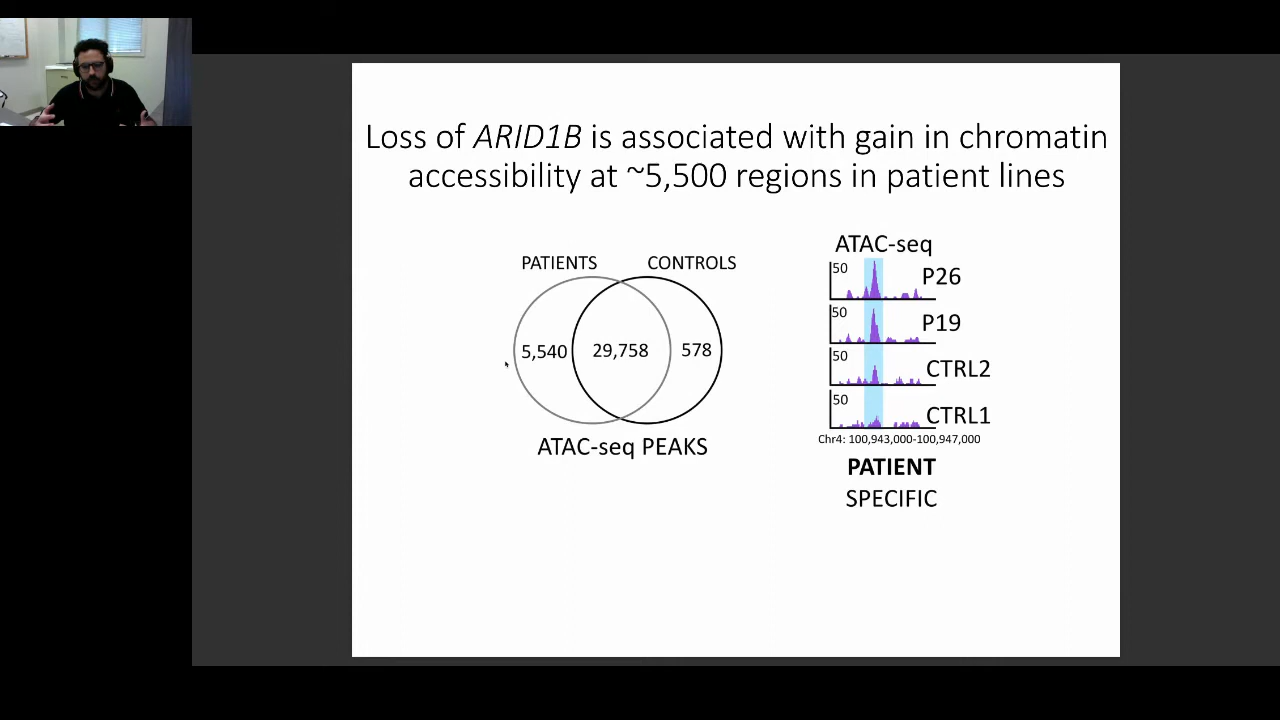 Loss of ARID1B is associated with gain in chromatin
accessibility at ~5,500 regions in patient lines
PATIENTS
CONTROLS
5,540
29,758
578
ATAC-seq PEAKS
ATAC-seq
50
P26
50
P19
50
CTRL2
50
CTRL1
Chr4: 100,943,000-100,947,000
PATIENT
SPECIFIC